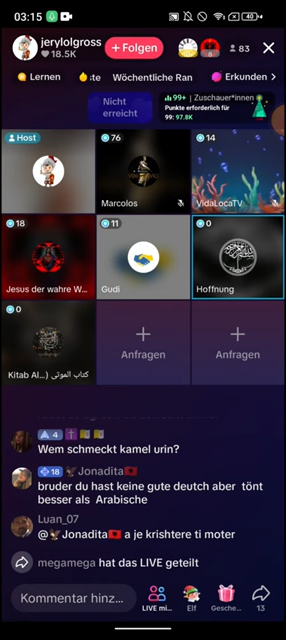 03:15
40
jerylolgross
18.5K
+ Folgen
8
83
Lernen
:te
Wöchentliche Ran
Erkunden >
Nicht
erreicht
99+ | Zuschauer*innen
Punkte erforderlich für
99: 97.8K
Host
76
14
Marcolos
VidaLocaTV
18
11
0
Jesus der wahre W...
Gudi
Hoffnung
0
Kitab Al...) كتاب الموتى
Anfragen
Anfragen
4
Wem schmeckt kamel urin?
18 Jonadita
bruder du hast keine gute deutch aber tönt
besser als Arabische
Luan_07
@🦅Jonadita🇦🇱 a je krishtere ti moter
megamega hat das LIVE geteilt
Kommentar hinz...
LIVE mi...
Elf
Gesche...
13